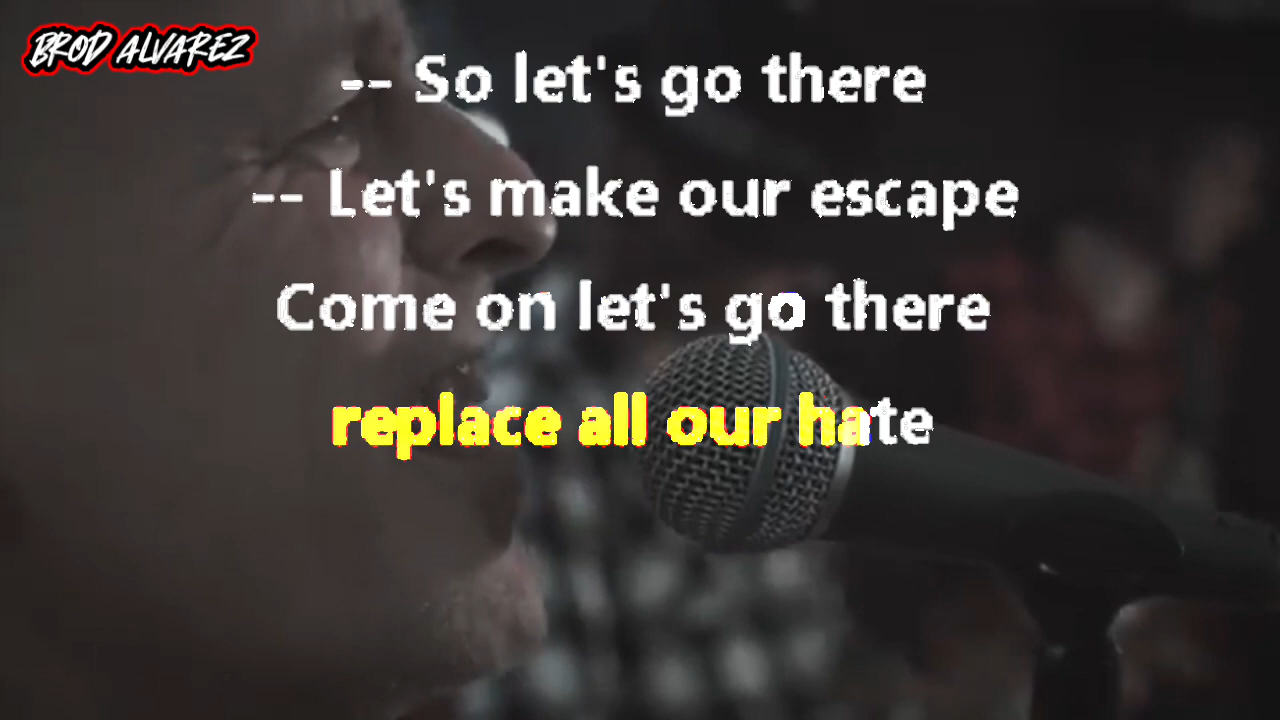 BROD ALVAREZ
-- So let's go there
-- Let's make our escape
Come on let's go there
replace all our hate